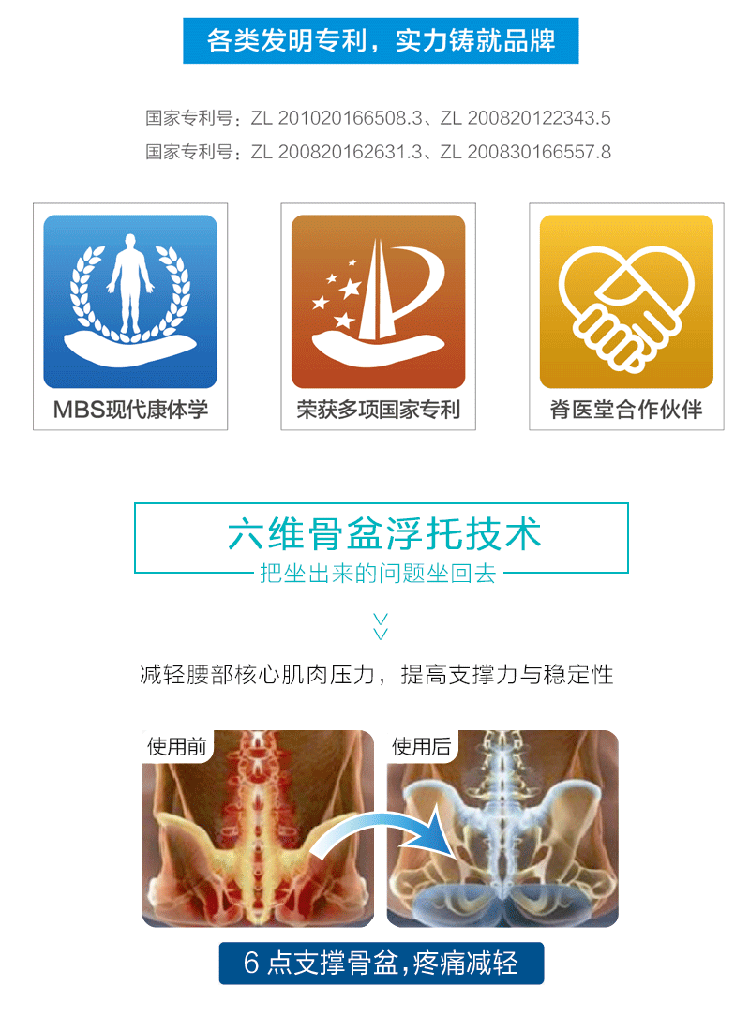 各类发明专利，实力铸就品牌
国家专利号：ZL 201020166508.3、ZL 200820122343.5
国家专利号：ZL 200820162631.3、ZL 200830166557.8
MBS现代康体学
荣获多项国家专利
脊医堂合作伙伴
六维骨盆浮托技术
把坐出来的问题坐回去
减轻腰部核心肌肉压力，提高支撑力与稳定性
使用前
使用后
6点支撑骨盆,疼痛减轻